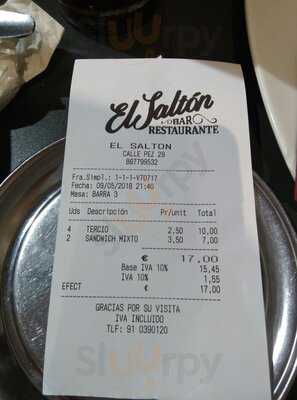 El Saltón
BAR
RESTAURANTE
EL SALTON
CALLE PEZ 29
B87799532
Fra.Simpl.: 1-1-1-V70717
Fecha: 09/05/2018 21:40
Mesa: BARRA 3
Uds Descripción Pr/unit Total
4 TERCIO 2,50 10,00
2 SANDWICH MIXTO 3,50 7,00
€ 17,00
Base IVA 10% 15,45
IVA 10% 1,55
EFECT € 17,00
GRACIAS POR SU VISITA
IVA INCLUIDO
TLF: 91 0390120
Sluurpy